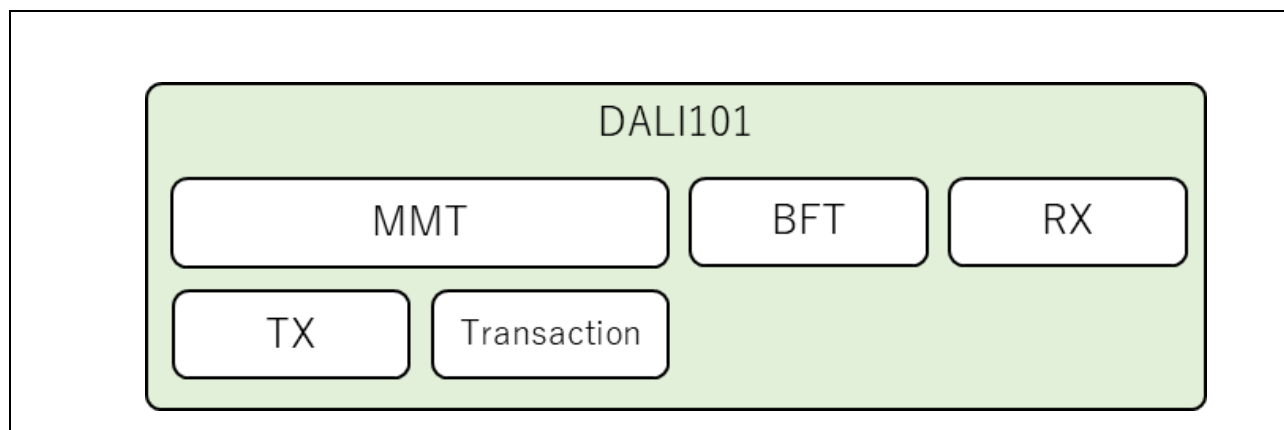 DALI101
MMT
BFT
RX
TX
Transaction